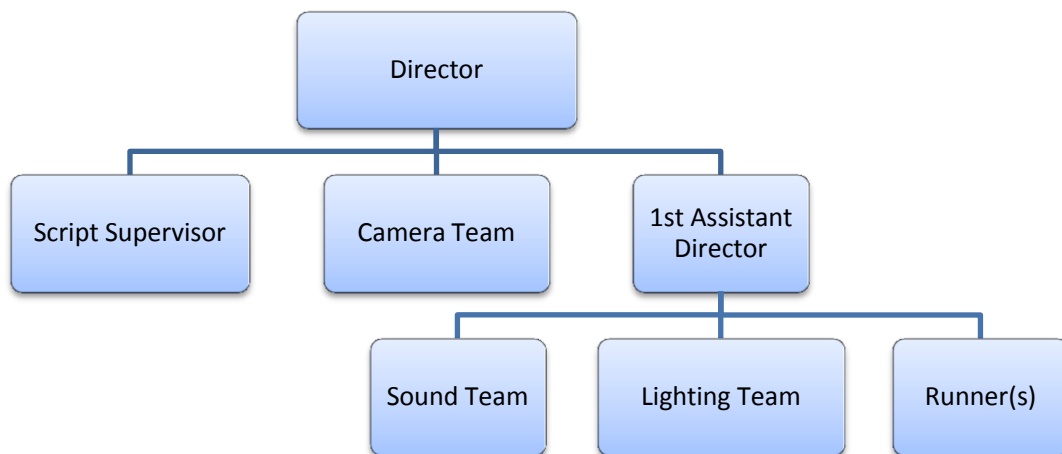 Director
Script Supervisor
Camera Team
1st Assistant
Director
Sound Team
Lighting Team
Runner(s)